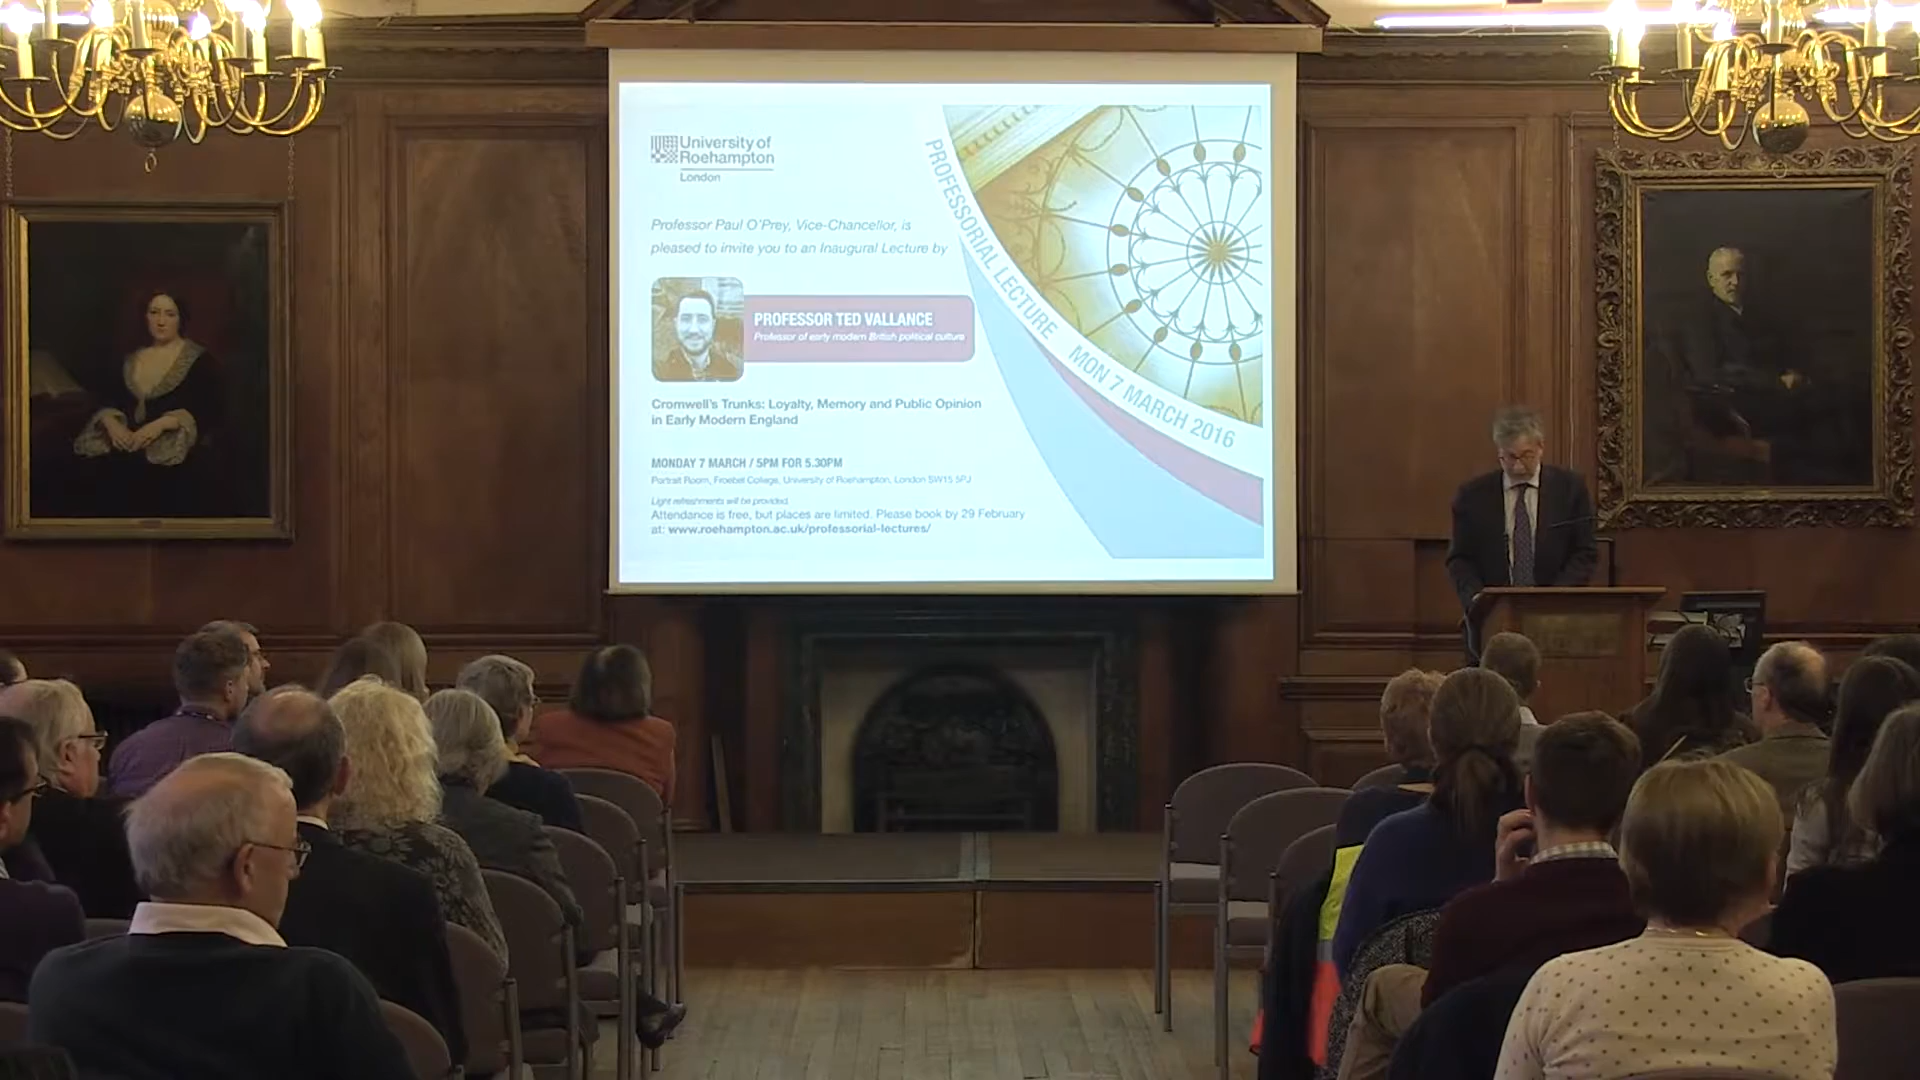 University of
Roehampton
London
Professor Paul O'Prey, Vice-Chancellor, is
pleased to invite you to an Inaugural Lecture by
PROFESSOR TED VALLANCE
Professor of early modern British political culture
Cromwell's Trunks: Loyalty, Memory and Public Opinion
in Early Modern England
MONDAY 7 MARCH / 5PM FOR 5.30PM
Portrait Room, Froebel College, University of Roehampton, London SW15 5PJ
Light refreshments will be provided.
Attendance is free, but places are limited. Please book by 29 February
at: www.roehampton.ac.uk/professorial-lectures/
PROFESSORIAL LECTURE MON 7 MARCH 2016